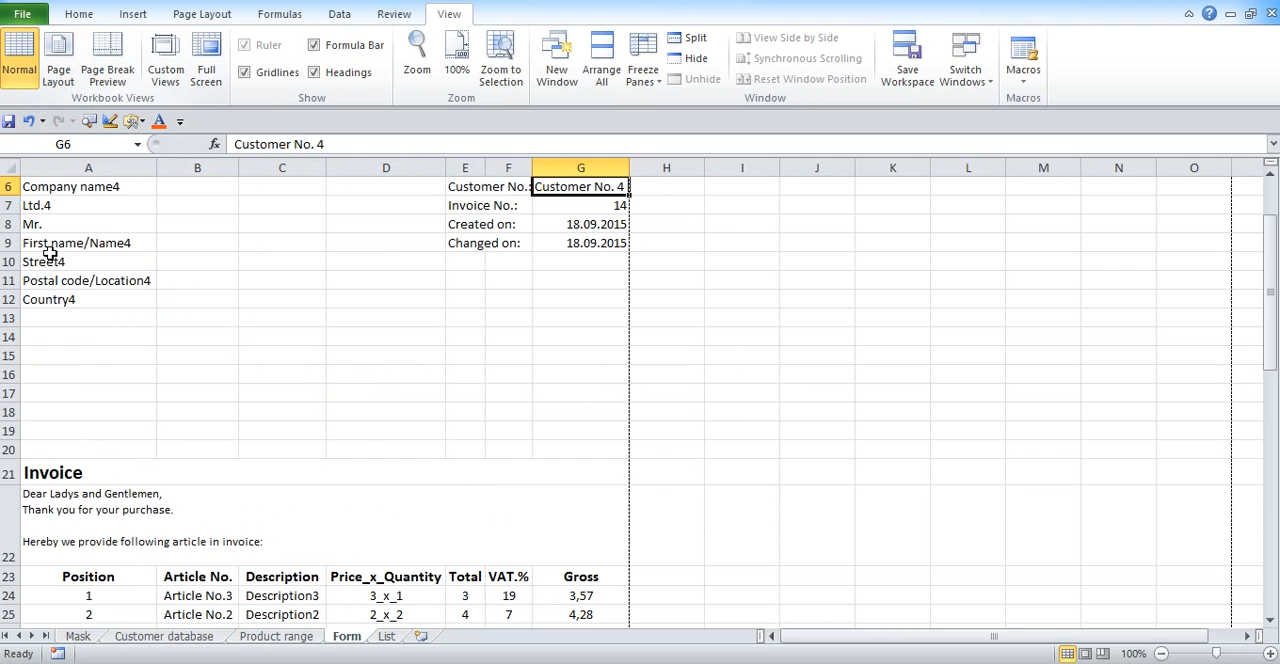 File Home Insert Page Layout Formulas Data Review View
Normal Page Layout Page Break Preview Custom Views Full Screen
Workbook Views
Ruler Formula Bar
Gridlines Headings
Show
Zoom 100% Zoom to Selection
Zoom
New Window Arrange All Freeze Panes
Split
Hide
Unhide
View Side by Side
Synchronous Scrolling
Reset Window Position
Window
Save Workspace Switch Windows
Macros
Macros
G6 fx Customer No. 4
A B C D E F G H I J K L M N O
6 Company name4 Customer No.: Customer No. 4
7 Ltd.4 Invoice No.: 14
8 Mr. Created on: 18.09.2015
9 First name/Name4 Changed on: 18.09.2015
10 Street4
11 Postal code/Location4
12 Country4
13
14
15
16
17
18
19
20
21 Invoice
Dear Ladys and Gentlemen,
Thank you for your purchase.
Hereby we provide following article in invoice:
22
23 Position Article No. Description Price_x_Quantity Total VAT.% Gross
24 1 Article No.3 Description3 3_x_1 3 19 3,57
25 2 Article No.2 Description2 2_x_2 4 7 4,28
Mask Customer database Product range Form List
Ready 100%